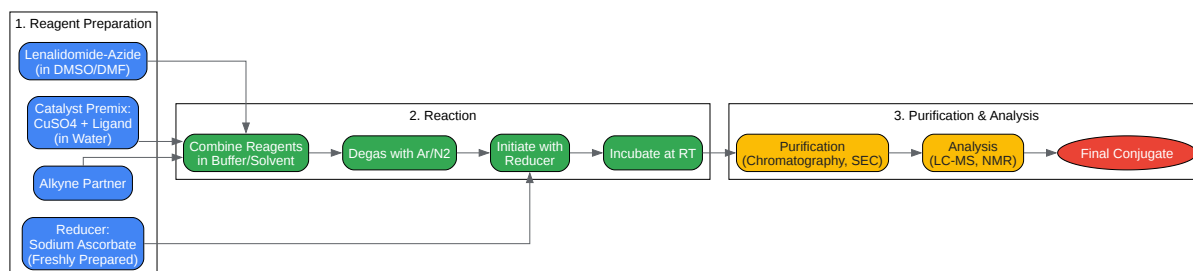 1. Reagent Preparation
Lenalidomide-Azide
(in DMSO/DMF)
Catalyst Premix:
CuSO4 + Ligand
(in Water)
Alkyne Partner
Reducer:
Sodium Ascorbate
(Freshly Prepared)
2. Reaction
Combine Reagents
in Buffer/Solvent
Degas with Ar/N2
Initiate with
Reducer
Incubate at RT
3. Purification & Analysis
Purification
(Chromatography, SEC)
Analysis
(LC-MS, NMR)
Final Conjugate